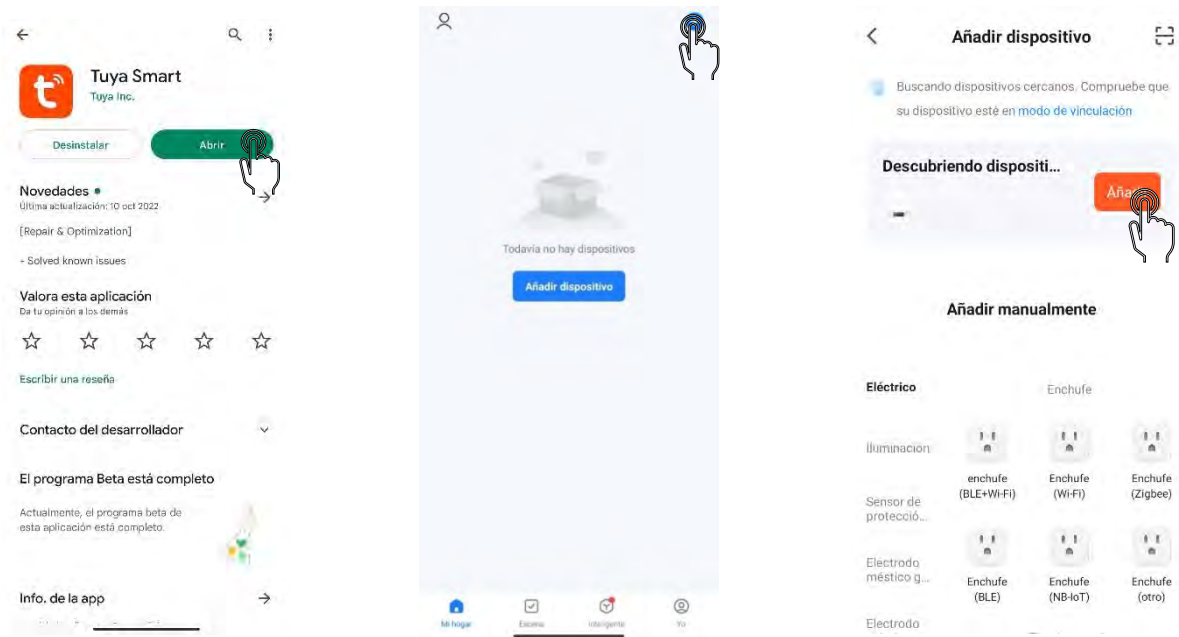 Tuya Smart
Tuya Inc.
Desinstalar
Abrir
Novedades
Última actualización: 10 oct 2022
[Repair & Optimization]
- Solved known issues
Valora esta aplicación
Da tu opinión a los demás
Escribir una reseña
Contacto del desarrollador
El programa Beta está completo
Actualmente, el programa beta de
esta aplicación está completo.
Info. de la app
Todavía no hay dispositivos
Añadir dispositivo
Mi hogar
Escena
Inteligente
Yo
Añadir dispositivo
Buscando dispositivos cercanos. Compruebe que
su dispositivo esté en modo de vinculación
Descubriendo dispositi...
Aña
Añadir manualmente
Eléctrico
Enchufe
Iluminación
enchufe
(BLE+Wi-Fi)
Enchufe
(Wi-Fi)
Enchufe
(Zigbee)
Sensor de
protecció...
Electrodo
méstico g...
Enchufe
(BLE)
Enchufe
(NB-IoT)
Enchufe
(otro)
Electrodo